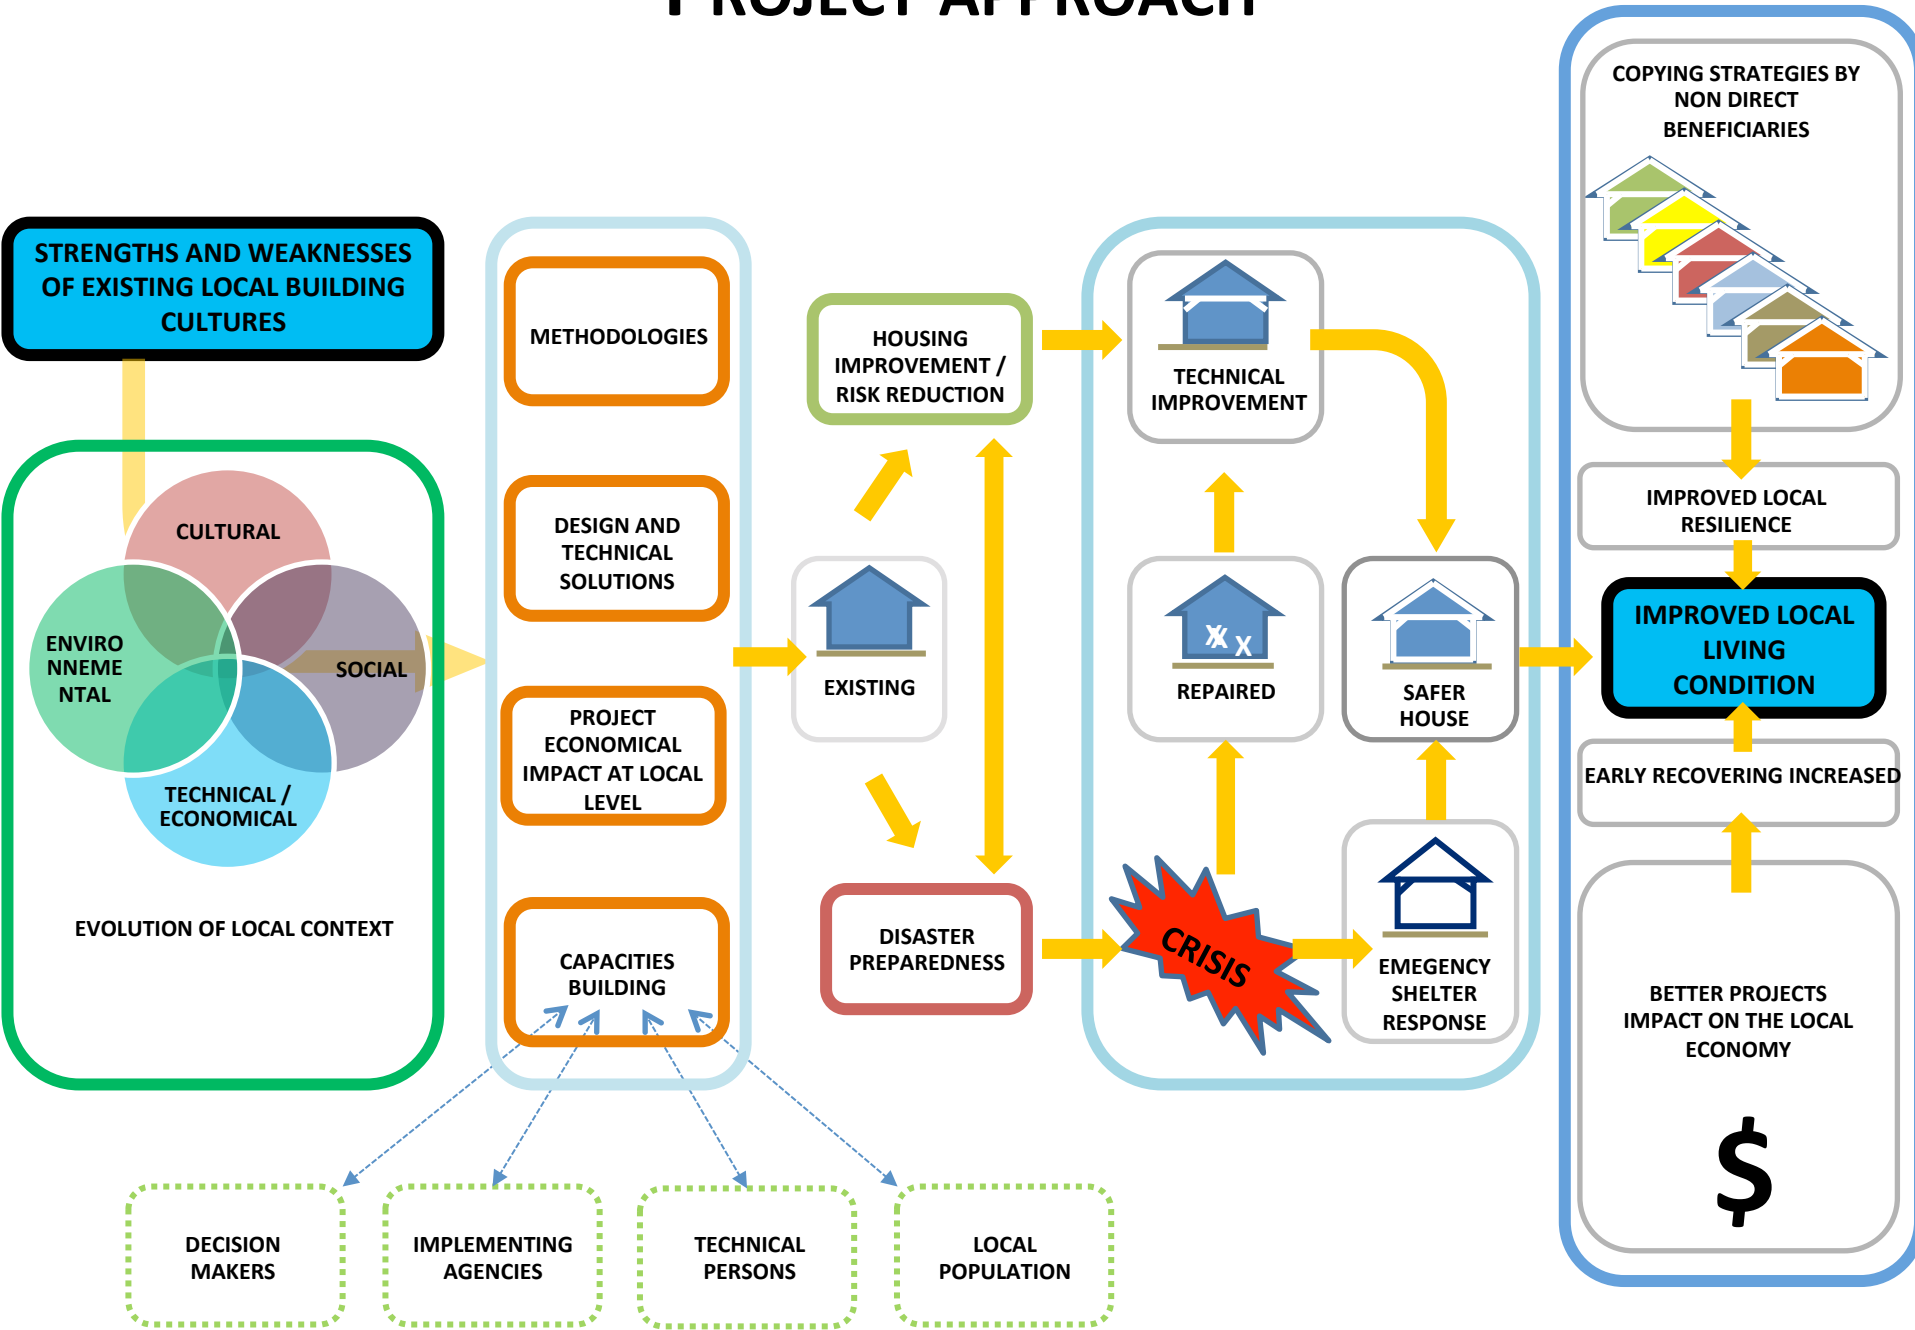 PROJECT APPROACH
STRENGTHS AND WEAKNESSES
OF EXISTING LOCAL BUILDING
CULTURES
CULTURAL
ENVIRO
NNEME
NTAL
SOCIAL
TECHNICAL /
ECONOMICAL
EVOLUTION OF LOCAL CONTEXT
METHODOLOGIES
DESIGN AND
TECHNICAL
SOLUTIONS
PROJECT
ECONOMICAL
IMPACT AT LOCAL
LEVEL
CAPACITIES
BUILDING
DECISION
MAKERS
IMPLEMENTING
AGENCIES
TECHNICAL
PERSONS
LOCAL
POPULATION
HOUSING
IMPROVEMENT /
RISK REDUCTION
EXISTING
DISASTER
PREPAREDNESS
TECHNICAL
IMPROVEMENT
X X X
REPAIRED
SAFER
HOUSE
CRISIS
EMEGENCY
SHELTER
RESPONSE
COPYING STRATEGIES BY
NON DIRECT
BENEFICIARIES
IMPROVED LOCAL
RESILIENCE
IMPROVED LOCAL
LIVING
CONDITION
EARLY RECOVERING INCREASED
BETTER PROJECTS
IMPACT ON THE LOCAL
ECONOMY
$